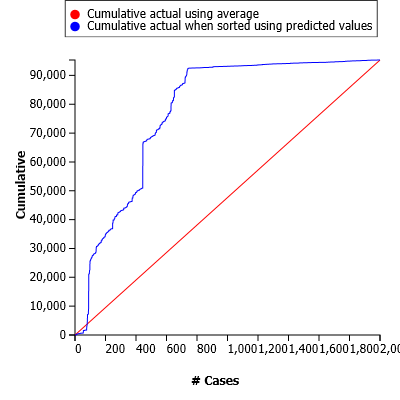 Cumulative actual using average
Cumulative actual when sorted using predicted values
90,000
80,000
70,000
60,000
50,000
40,000
30,000
20,000
10,000
0
Cumulative
0 200 400 600 800 1,000 1,200 1,400 1,600 1,800 2,00
# Cases